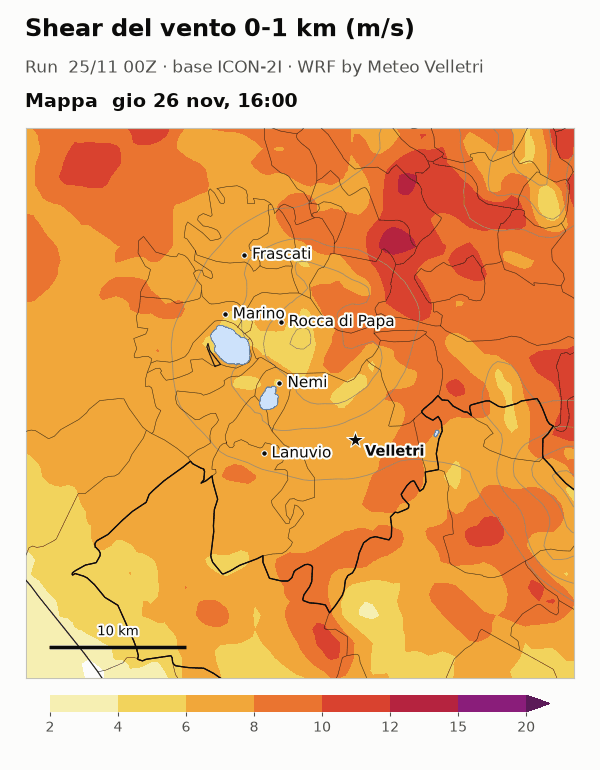 Shear del vento 0-1 km (m/s)
Run  25/11 00Z · base ICON-2I · WRF by Meteo Velletri
Mappa  gio 26 nov, 16:00
Frascati
Marino
Rocca di Papa
Nemi
Lanuvio
Velletri
10 km
2 4 6 8 10 12 15 20